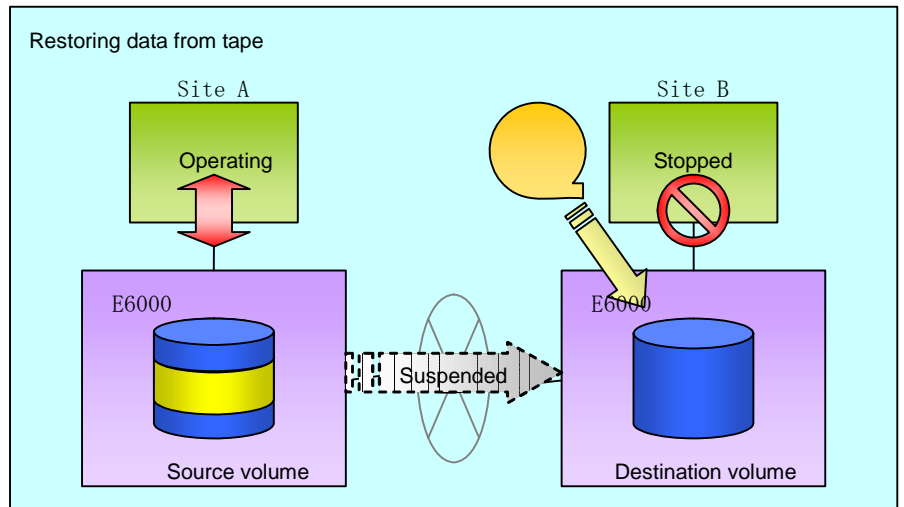 Restoring data from tape
Site A
Site B
Operating
Stopped
E6000
E6000
Suspended
Source volume
Destination volume